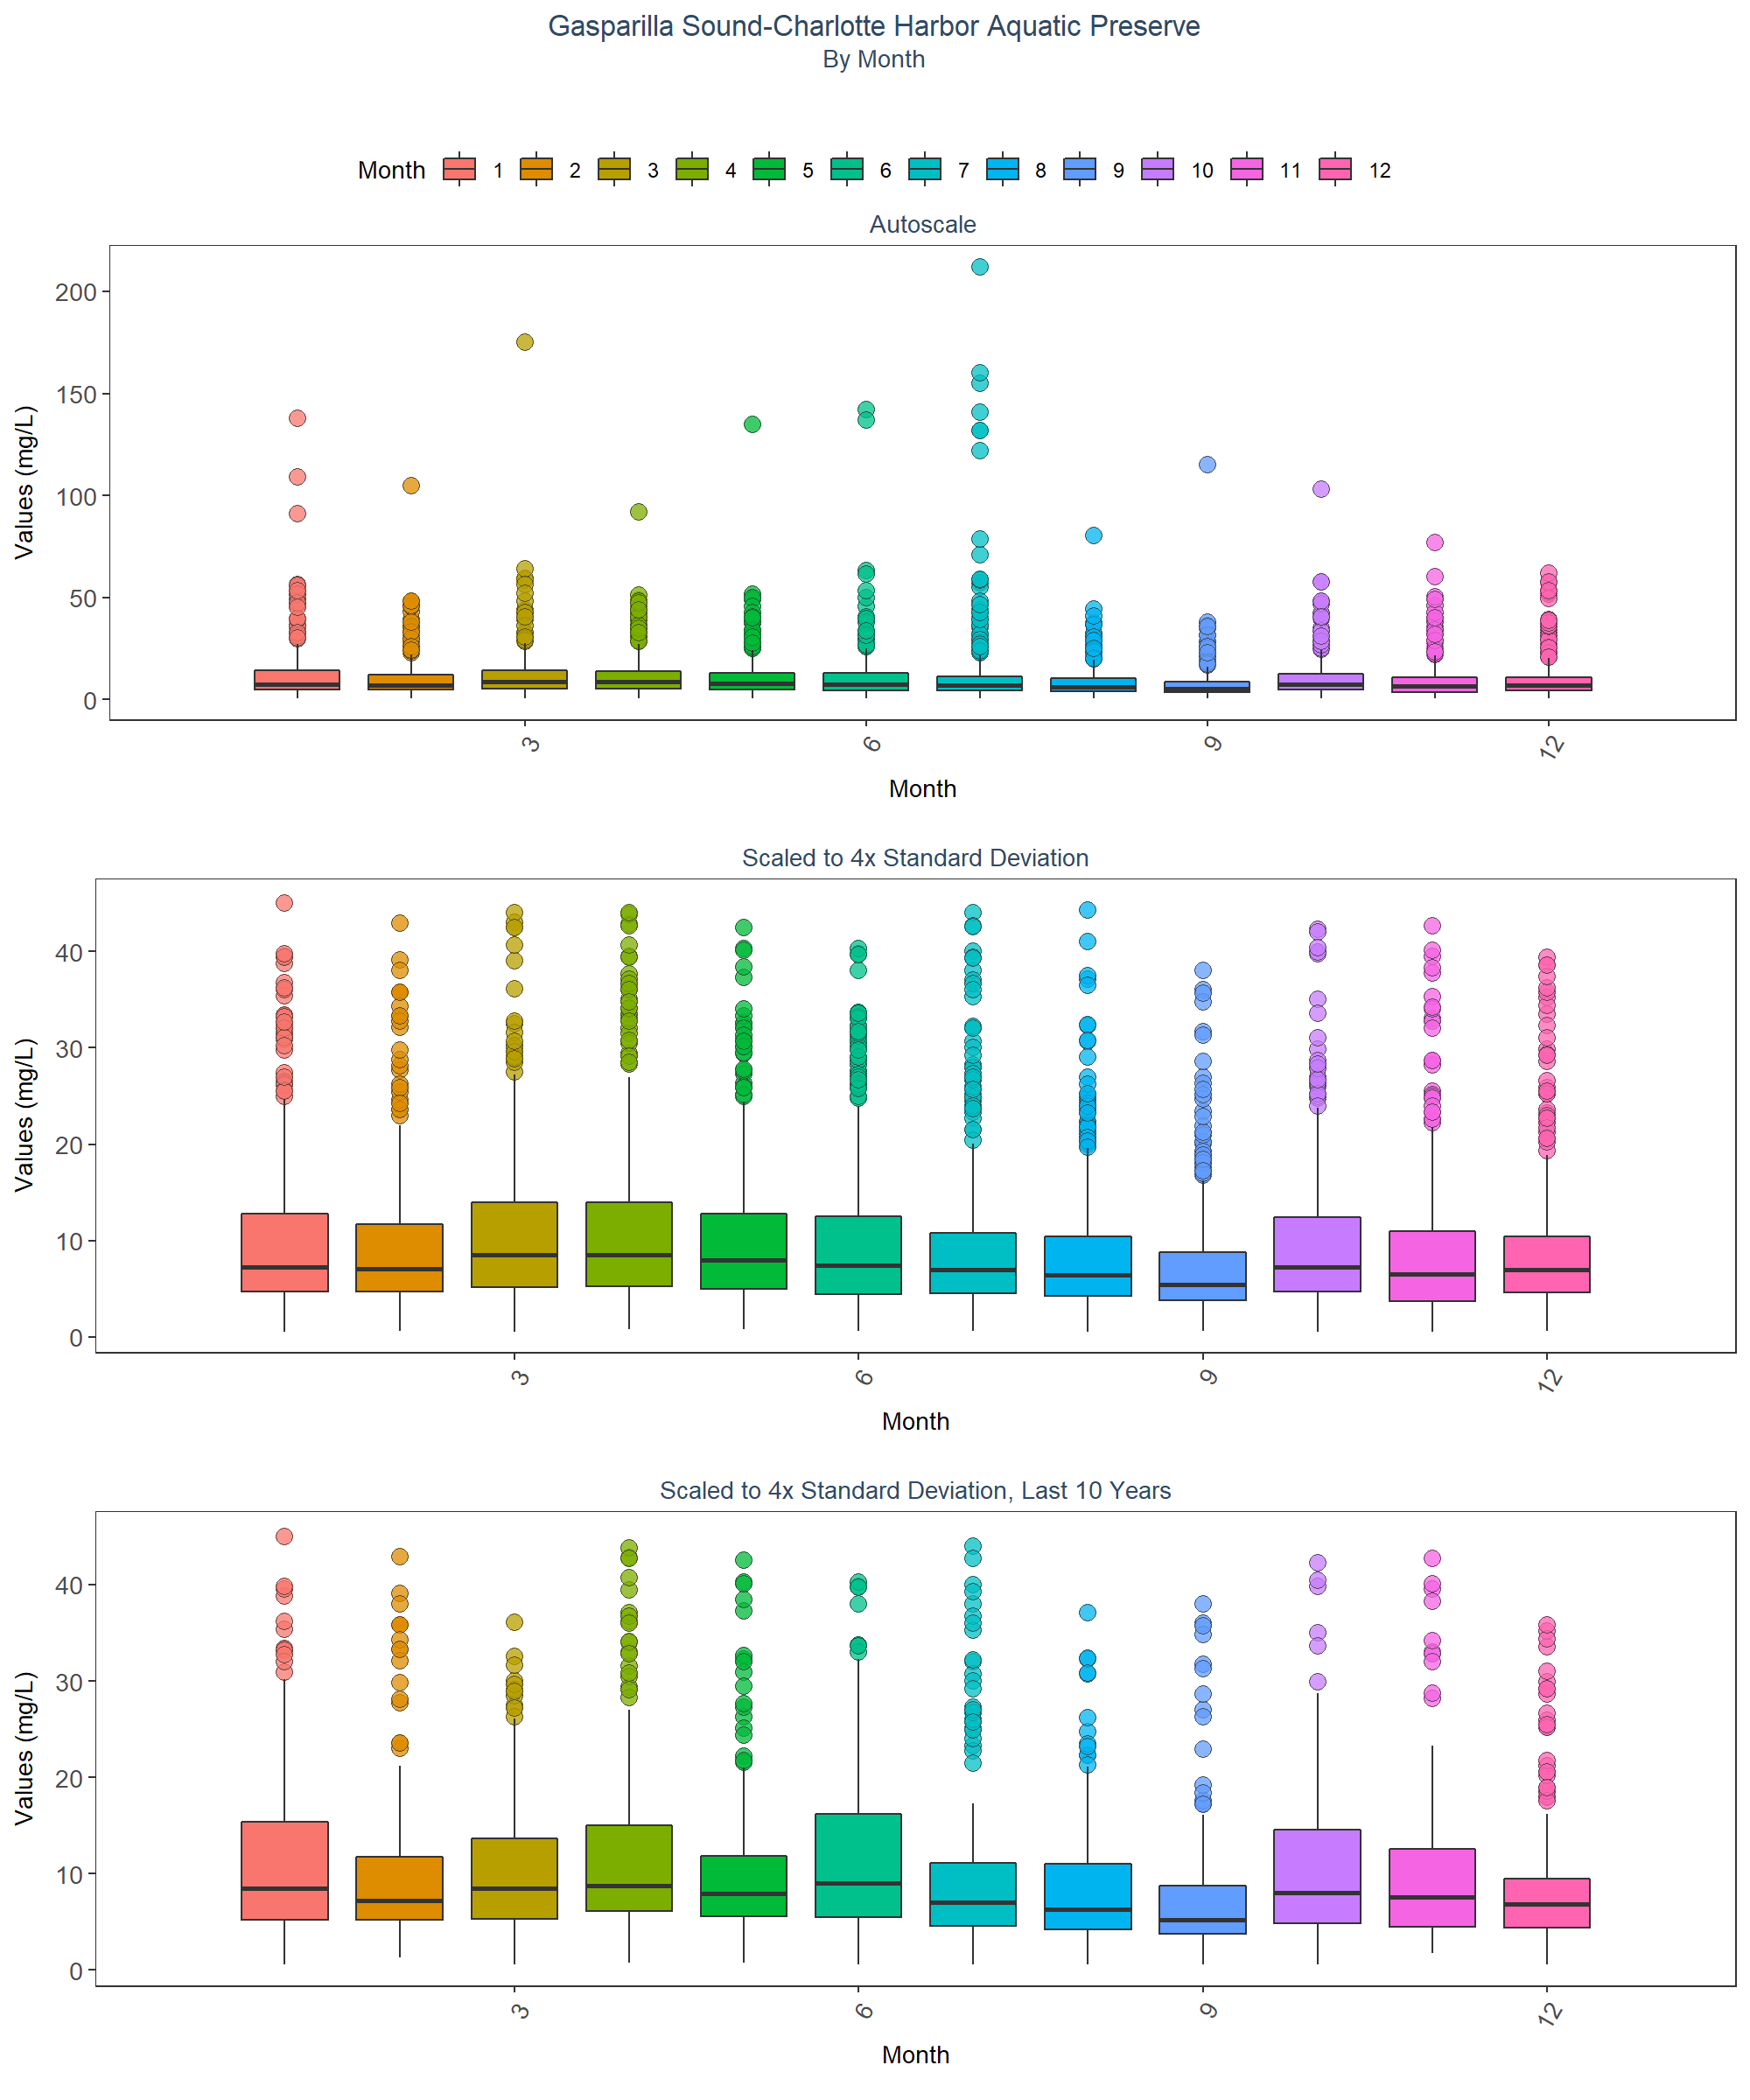 Gasparilla Sound-Charlotte Harbor Aquatic Preserve
By Month
Month 1 2 3 4 5 6 7 8 9 10 11 12
Autoscale
Values (mg/L)
200
150
100
50
0
3 6 9 12
Month
Scaled to 4x Standard Deviation
Values (mg/L)
40
30
20
10
0
3 6 9 12
Month
Scaled to 4x Standard Deviation, Last 10 Years
Values (mg/L)
40
30
20
10
0
3 6 9 12
Month